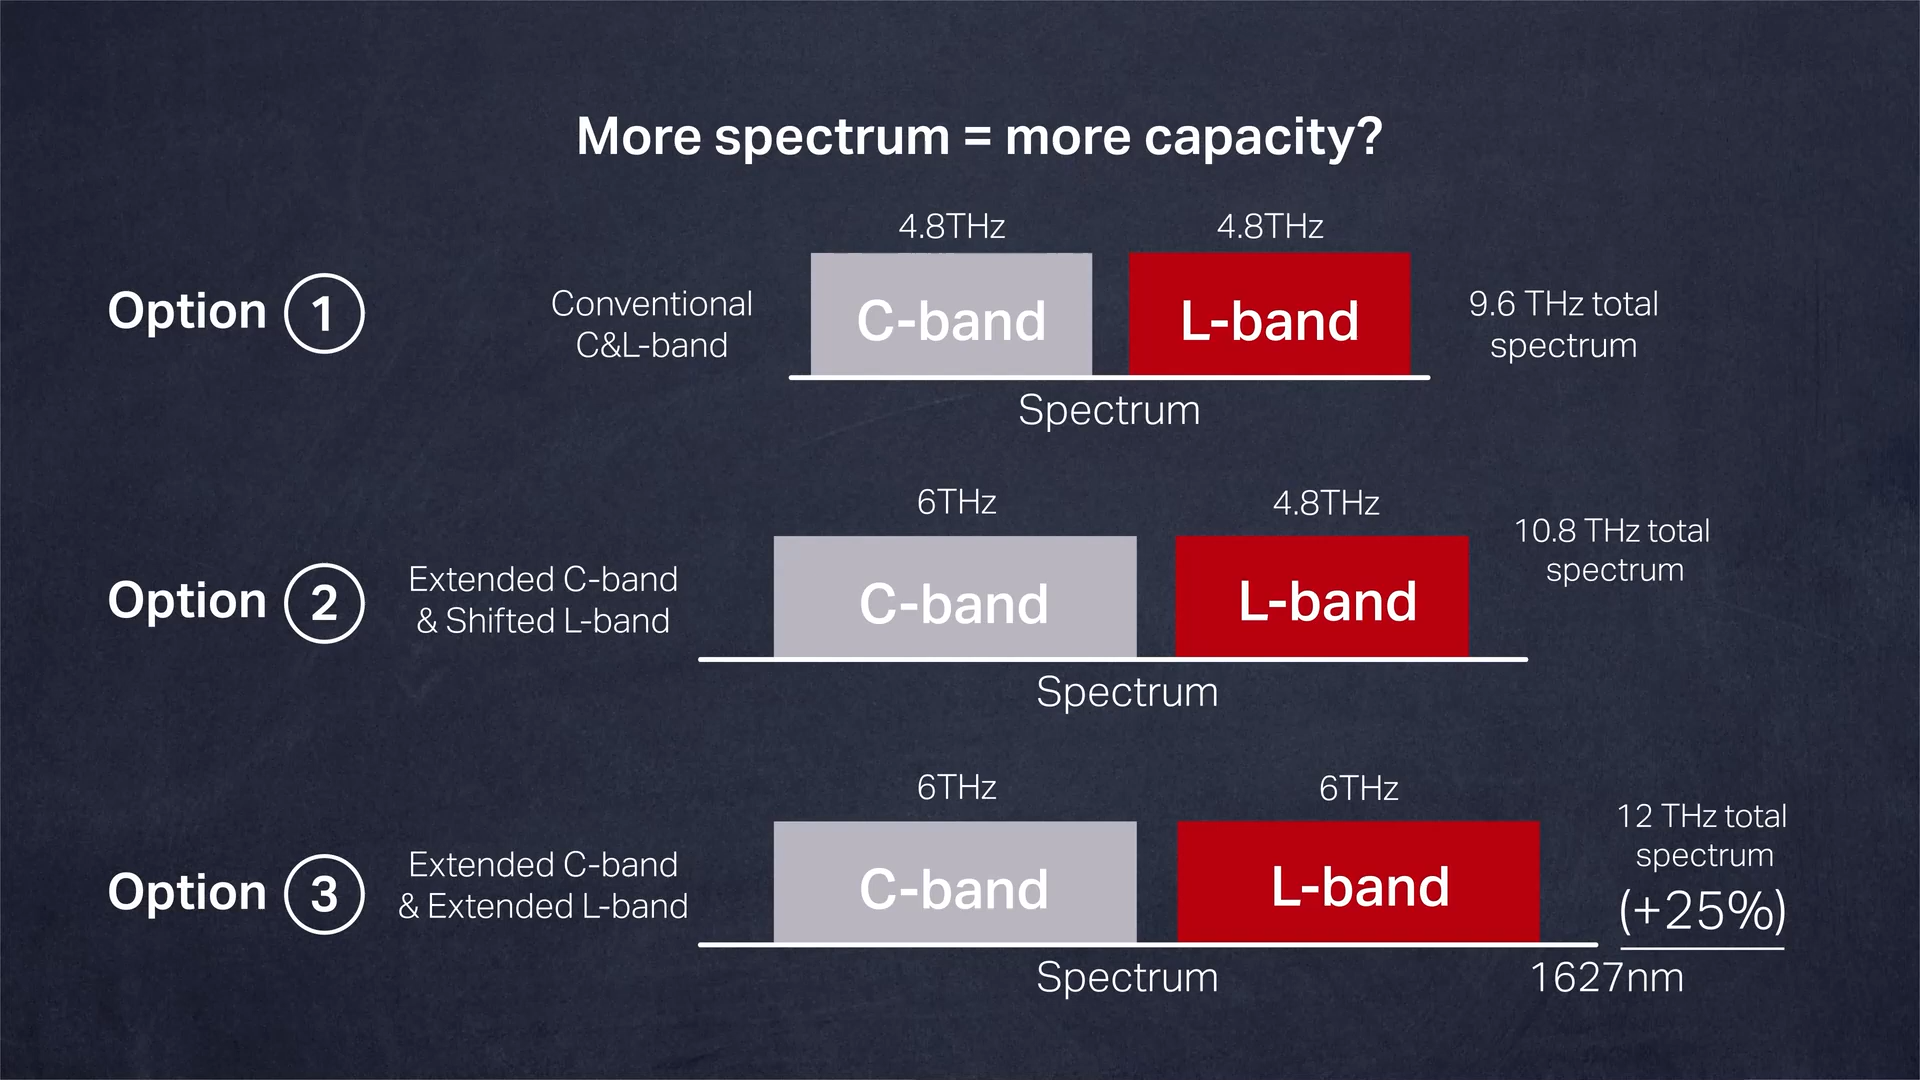 More spectrum = more capacity?
4.8THz
4.8THz
Option 1
Conventional
C&L-band
C-band
L-band
9.6 THz total
spectrum
Spectrum
6THz
4.8THz
Option 2
Extended C-band
& Shifted L-band
C-band
L-band
10.8 THz total
spectrum
Spectrum
6THz
6THz
Option 3
Extended C-band
& Extended L-band
C-band
L-band
12 THz total
spectrum
(+25%)
Spectrum
1627nm